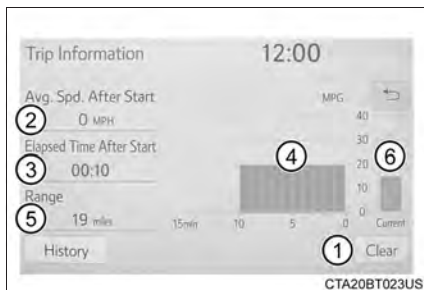 Trip Information 12:00
Avg. Spd. After Start MPG
2 0 MPH 40
Elapsed Time After Start 30
3 00:10 4 20 6
Range 10
5 19 miles 0
15min 10 5 0 Current
History 1 Clear
CTA20BT023US